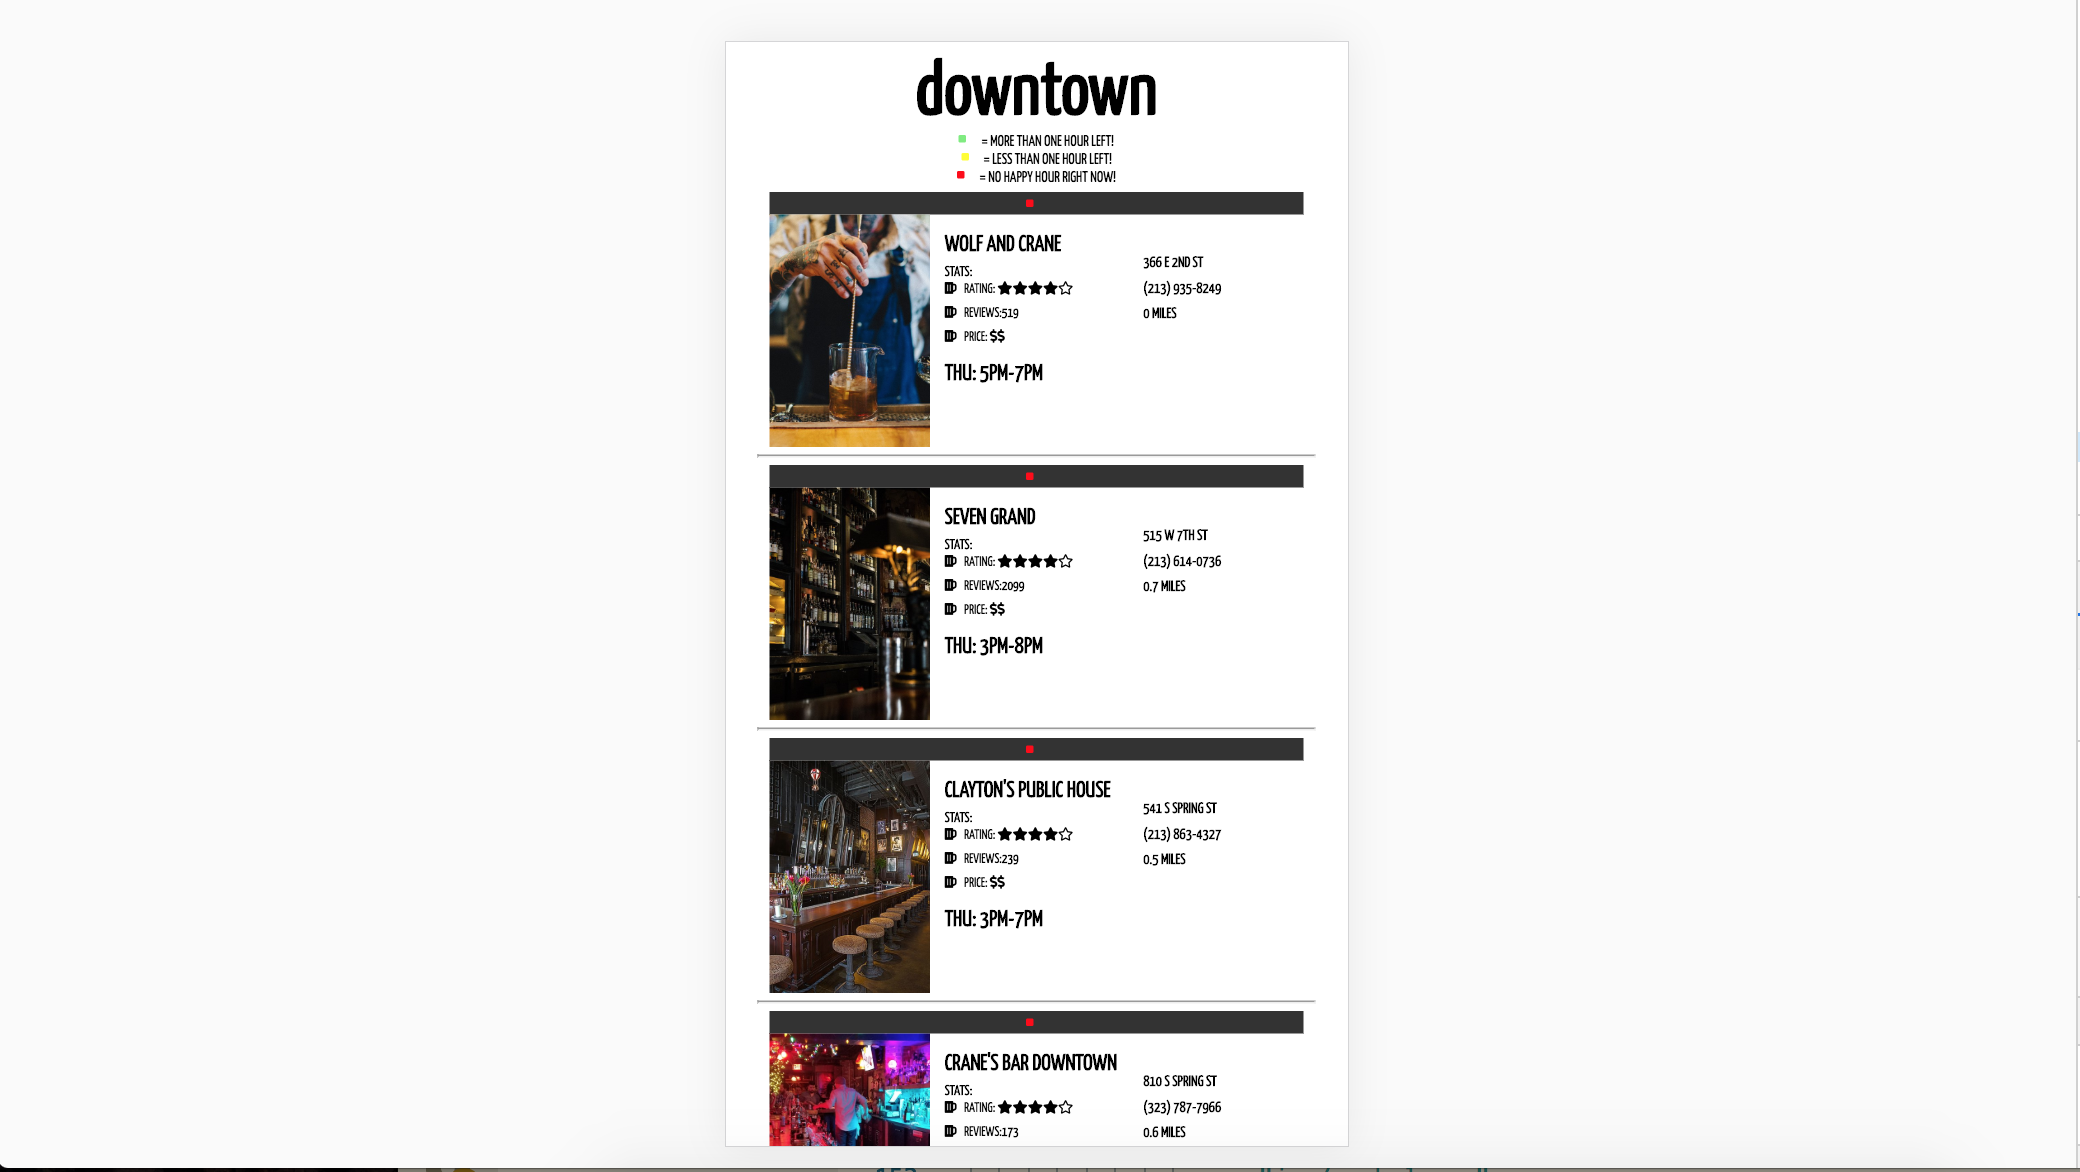 downtown
= MORE THAN ONE HOUR LEFT!
= LESS THAN ONE HOUR LEFT!
= NO HAPPY HOUR RIGHT NOW!
WOLF AND CRANE
STATS:
RATING:
REVIEWS:519
PRICE: $$
THU: 5PM-7PM
366 E 2ND ST
(213) 935-8249
0 MILES
SEVEN GRAND
STATS:
RATING:
REVIEWS:2099
PRICE: $$
THU: 3PM-8PM
515 W 7TH ST
(213) 614-0736
0.7 MILES
CLAYTON'S PUBLIC HOUSE
STATS:
RATING:
REVIEWS:239
PRICE: $$
THU: 3PM-7PM
541 S SPRING ST
(213) 863-4327
0.5 MILES
CRANE'S BAR DOWNTOWN
STATS:
RATING:
REVIEWS:173
810 S SPRING ST
(323) 787-7966
0.6 MILES